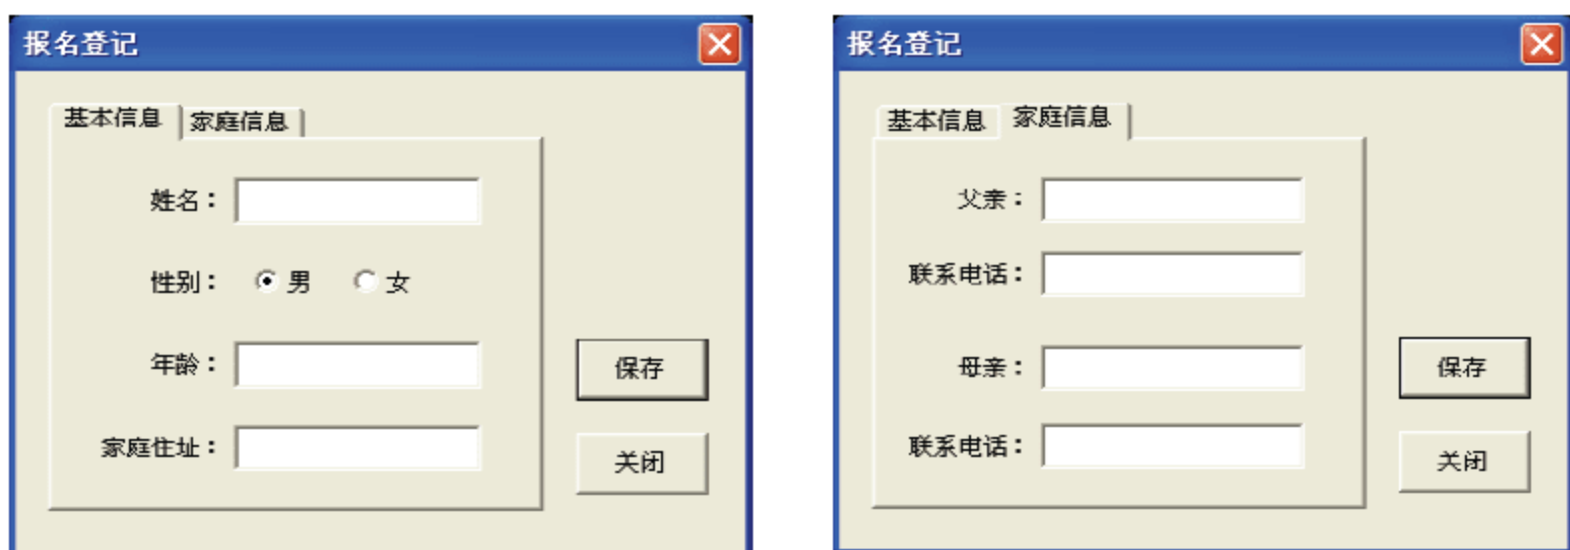 报名登记
基本信息 家庭信息
姓名：
性别： 男 女
年龄：
家庭住址：
保存
关闭
报名登记
基本信息 家庭信息
父亲：
联系电话：
母亲：
联系电话：
保存
关闭